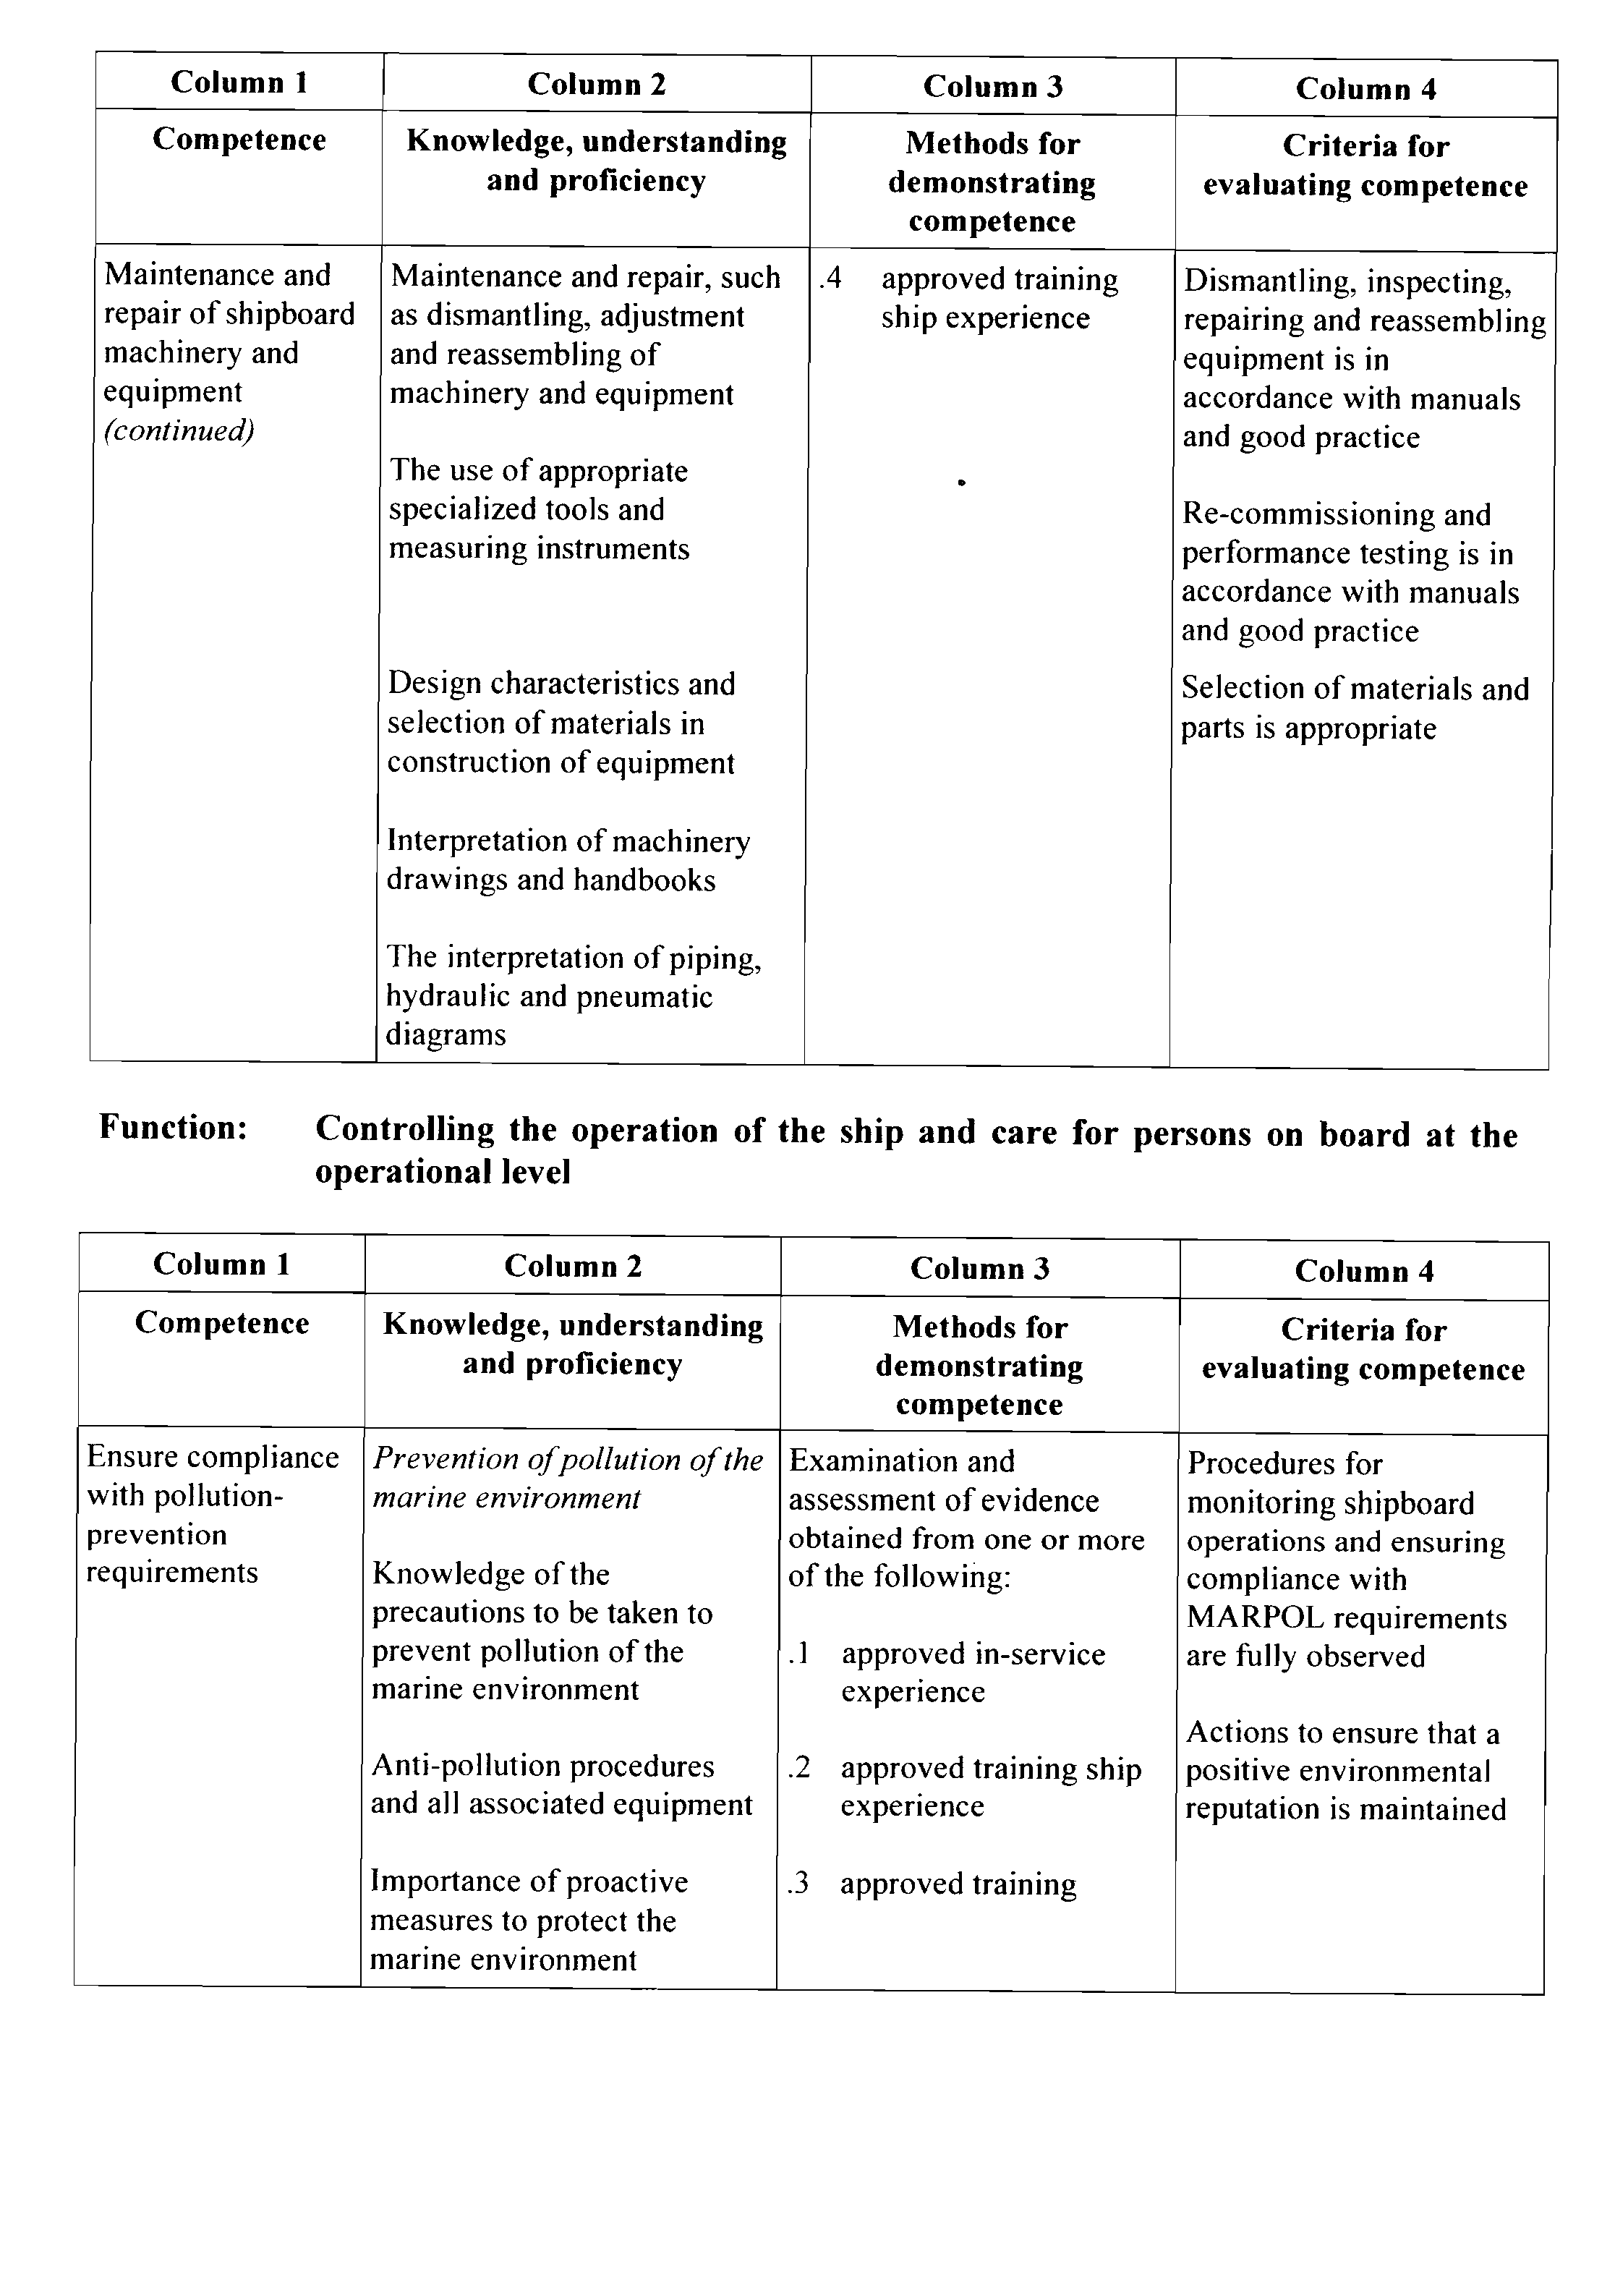 Column 1
Column 2
Column 3
Column 4
Competence
Knowledge, understanding
and proficiency
Methods for
demonstrating
competence
Criteria for
evaluating competence
Maintenance and
repair of shipboard
machinery and
equipment
(continued)
Maintenance and repair, such
as dismantling, adjustment
and reassembling of
machinery and equipment
The use of appropriate
specialized tools and
measuring instruments
Design characteristics and
selection of materials in
construction of equipment
Interpretation of machinery
drawings and handbooks
The interpretation of piping,
hydraulic and pneumatic
diagrams
.4 approved training
ship experience
Dismantling, inspecting,
repairing and reassembling
equipment is in
accordance with manuals
and good practice
Re-commissioning and
performance testing is in
accordance with manuals
and good practice
Selection of materials and
parts is appropriate
Function: Controlling the operation of the ship and care for persons on board at the
operational level
Column 1
Column 2
Column 3
Column 4
Competence
Knowledge, understanding
and proficiency
Methods for
demonstrating
competence
Criteria for
evaluating competence
Ensure compliance
with pollution-
prevention
requirements
Prevention of pollution of the
marine environment
Knowledge of the
precautions to be taken to
prevent pollution of the
marine environment
Anti-pollution procedures
and all associated equipment
Importance of proactive
measures to protect the
marine environment
Examination and
assessment of evidence
obtained from one or more
of the following:
.1 approved in-service
experience
.2 approved training ship
experience
.3 approved training
Procedures for
monitoring shipboard
operations and ensuring
compliance with
MARPOL requirements
are fully observed
Actions to ensure that a
positive environmental
reputation is maintained